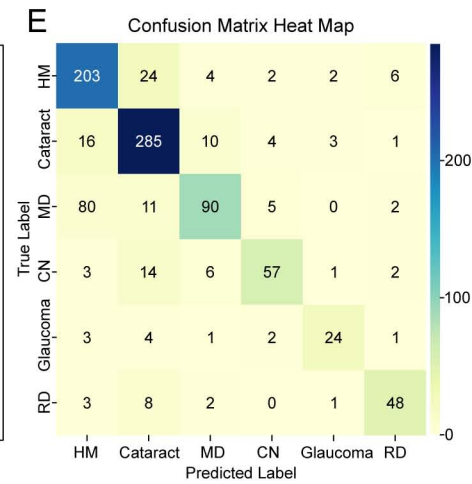 E
Confusion Matrix Heat Map
HM 203 24 4 2 2 6
Cataract 16 285 10 4 3 1
MD 80 11 90 5 0 2
CN 3 14 6 57 1 2
Glaucoma 3 4 1 2 24 1
RD 3 8 2 0 1 48
True Label
HM Cataract MD CN Glaucoma RD
Predicted Label
200
100
0